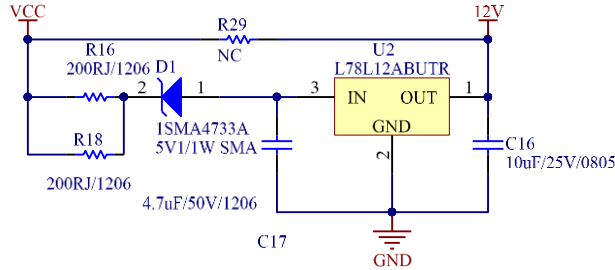 VCC
R29
12V
NC
R16
200RJ/1206
D1
2
1
1SMA4733A
5V1/1W SMA
U2
L78L12ABUTR
3
IN
OUT
1
GND
2
R18
200RJ/1206
4.7uF/50V/1206
C17
C16
10uF/25V/0805
GND